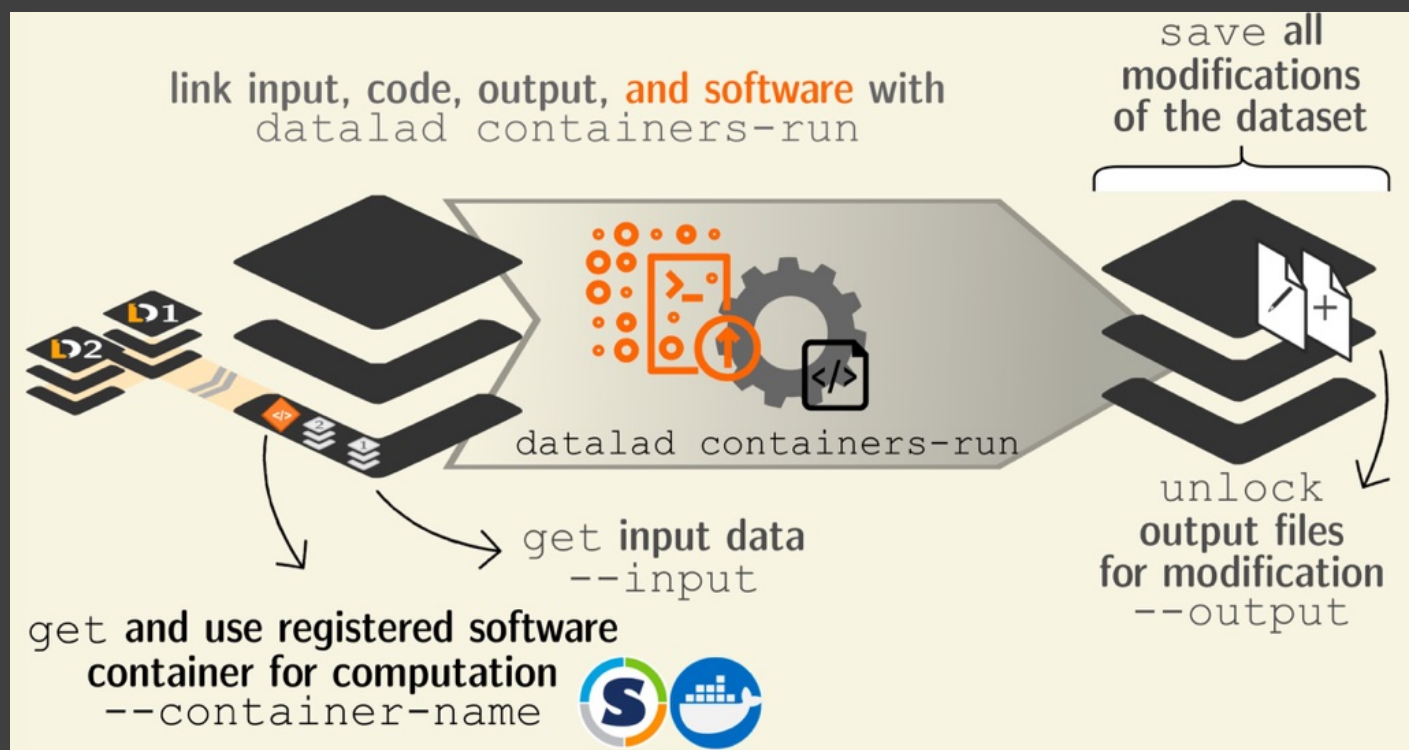 link input, code, output, and software with
datalad containers-run
save all
modifications
of the dataset
D1
D2
>_
</>
</>
2
1
datalad containers-run
get input data
--input
unlock
output files
for modification
--output
get and use registered software
container for computation
--container-name
S